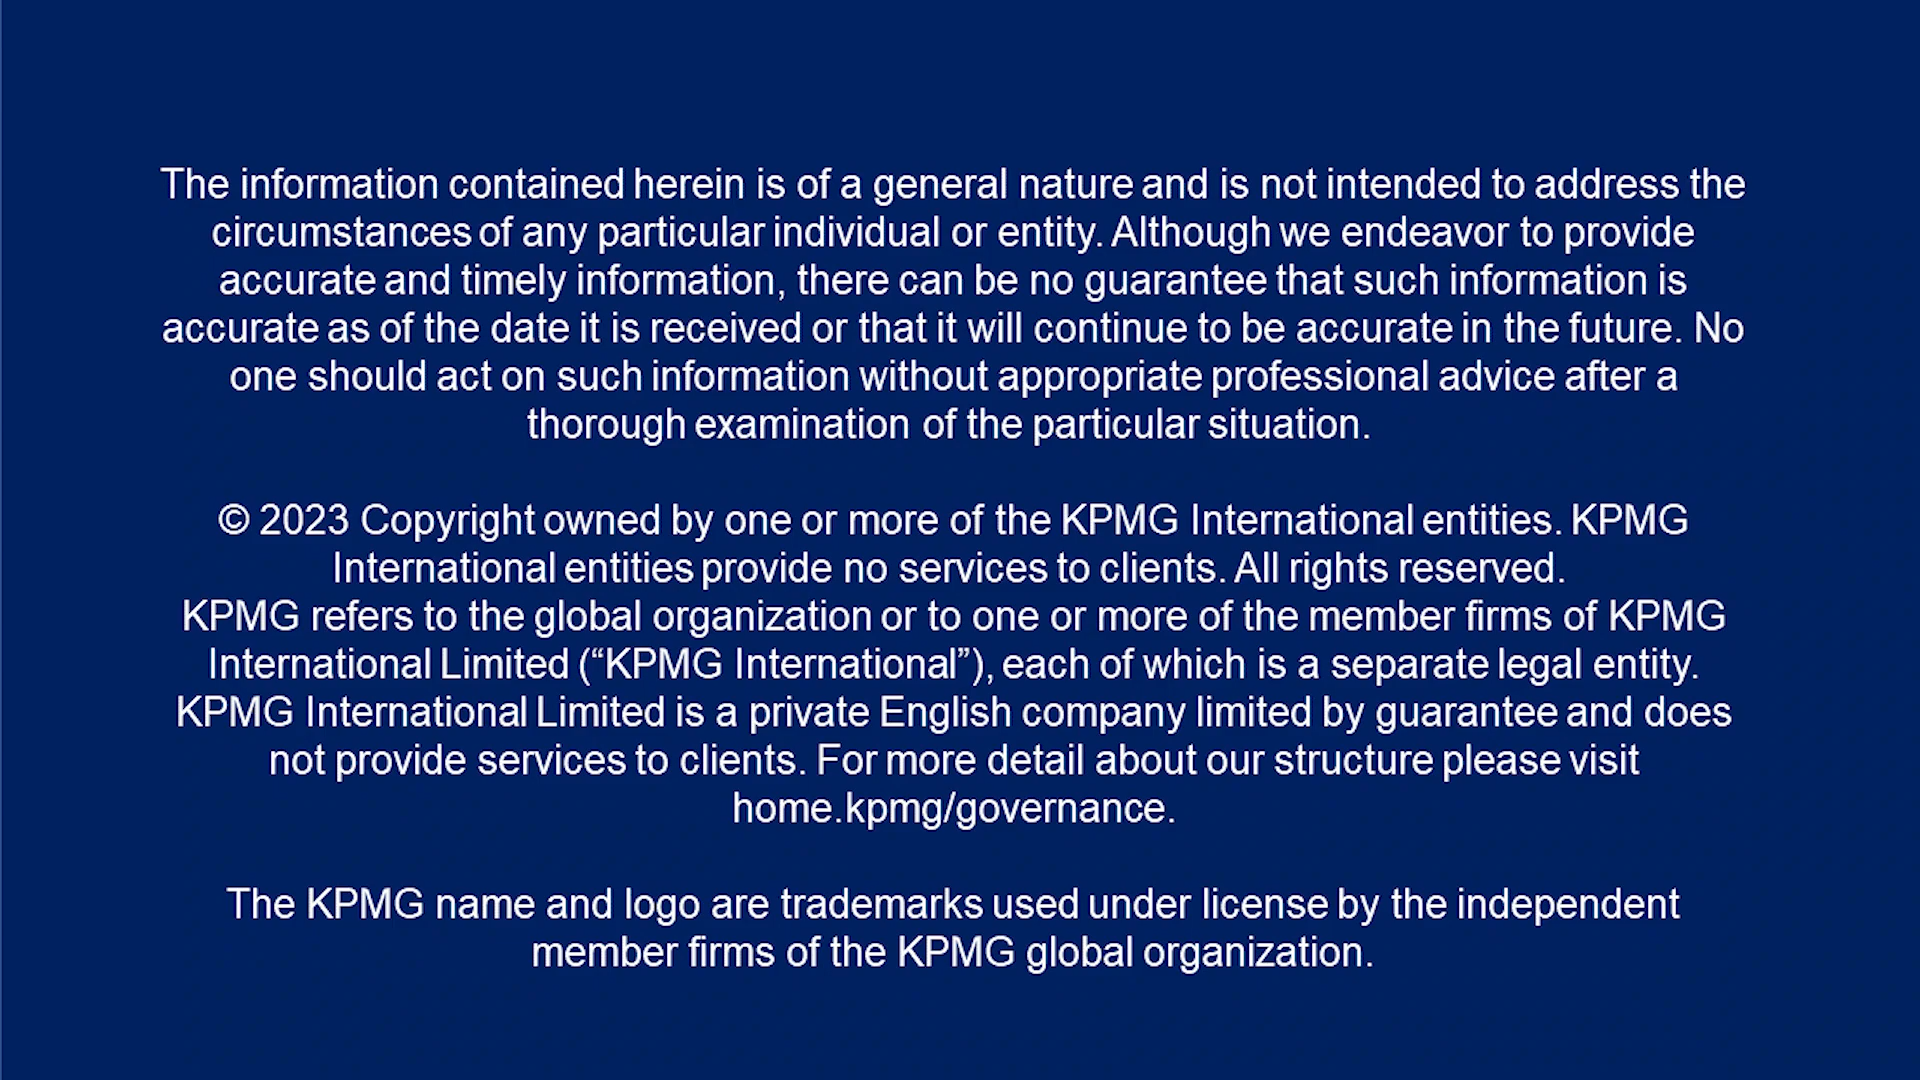 The information contained herein is of a general nature and is not intended to address the
circumstances of any particular individual or entity. Although we endeavor to provide
accurate and timely information, there can be no guarantee that such information is
accurate as of the date it is received or that it will continue to be accurate in the future. No
one should act on such information without appropriate professional advice after a
thorough examination of the particular situation.
© 2023 Copyright owned by one or more of the KPMG International entities. KPMG
International entities provide no services to clients. All rights reserved.
KPMG refers to the global organization or to one or more of the member firms of KPMG
International Limited (“KPMG International”), each of which is a separate legal entity.
KPMG International Limited is a private English company limited by guarantee and does
not provide services to clients. For more detail about our structure please visit
home.kpmg/governance.
The KPMG name and logo are trademarks used under license by the independent
member firms of the KPMG global organization.